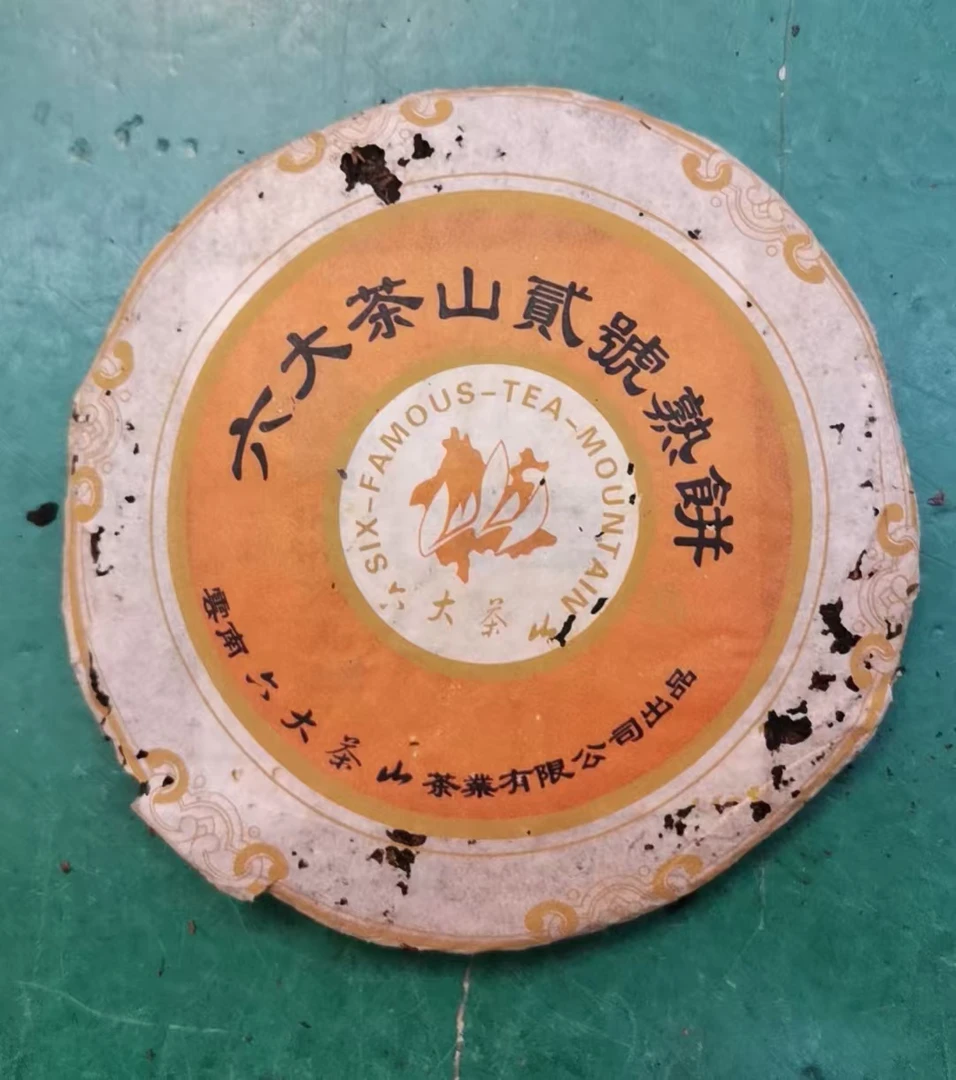 六大茶山貳號熟餅
SIX-FAMOUS-TEA-MOUNTAIN
六大茶山
雲南六大茶山茶業有限公司出品